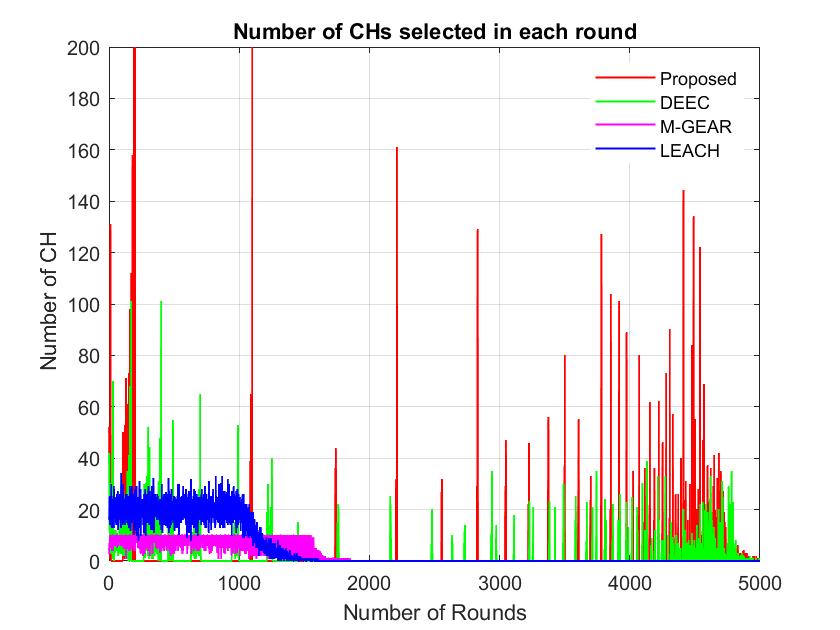 Number of CHs selected in each round
200
180
160
140
120
100
80
60
40
20
0
Number of CH
Proposed
DEEC
M-GEAR
LEACH
0 1000 2000 3000 4000 5000
Number of Rounds